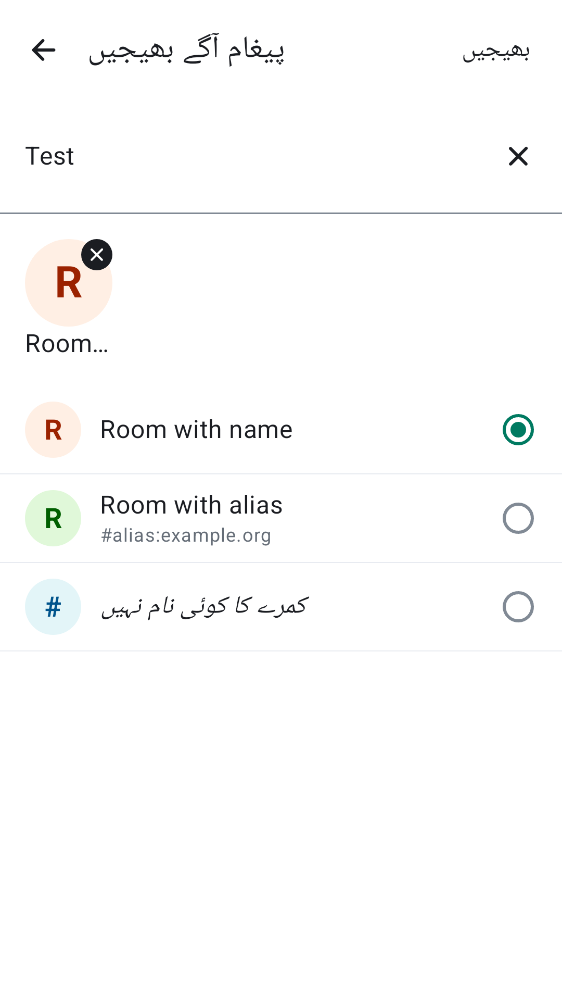 پیغام آگے بھیجیں
بھیجیں
Test
R
Room...
R
Room with name
R
Room with alias
#alias:example.org
#
کمرے کا کوئی نام نہیں